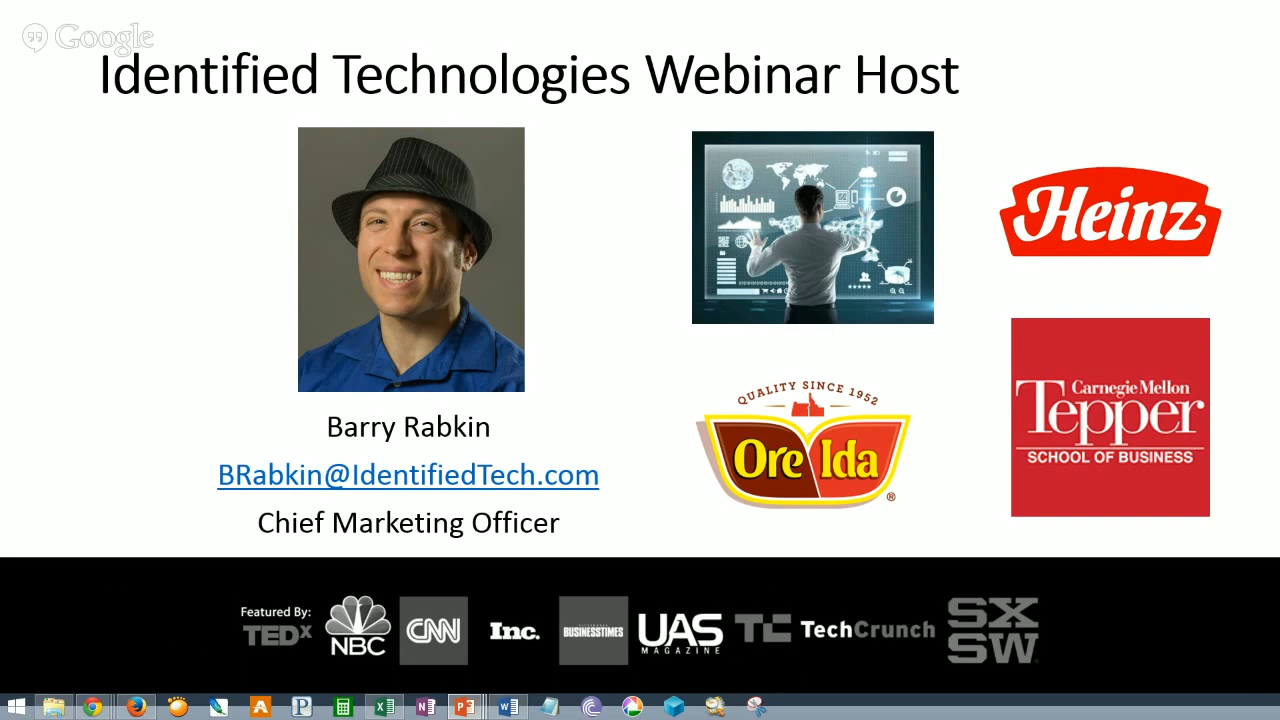 Google
Identified Technologies Webinar Host
Heinz
QUALITY SINCE 1952
Ore Ida
®
Carnegie Mellon
Tepper
SCHOOL OF BUSINESS
Barry Rabkin
BRabkin@IdentifiedTech.com
Chief Marketing Officer
Featured By:
TEDx
NBC
CNN
Inc.
BUSINESSTIMES
UAS
MAGAZINE
TC TechCrunch
SX
SW